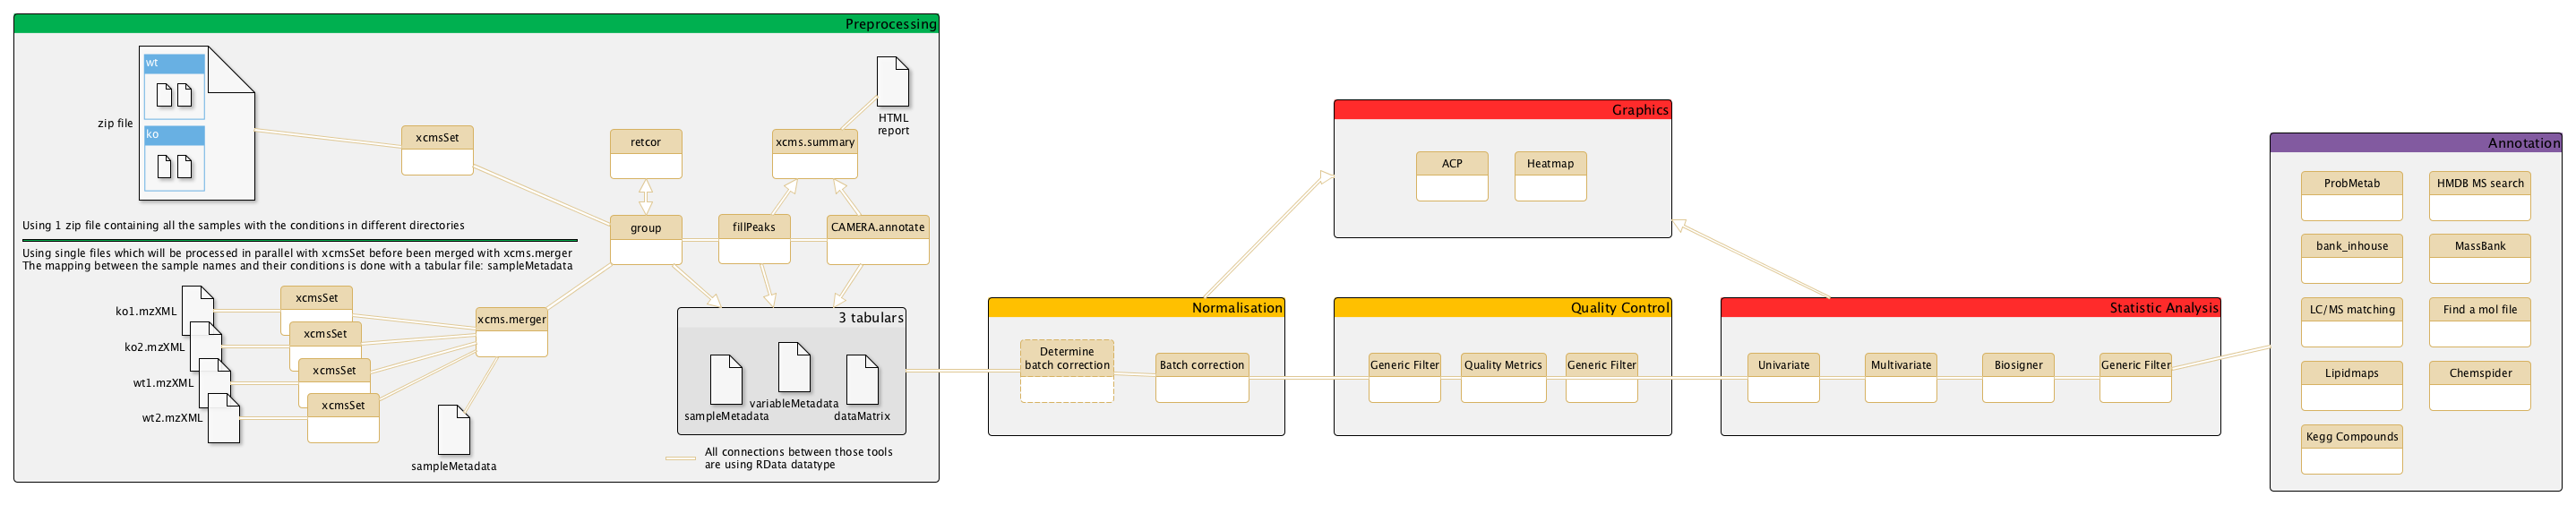 Preprocessing
wt
ko
zip file
xcmsSet
retcor
xcms.summary
HTML
report
Using 1 zip file containing all the samples with the conditions in different directories
Using single files which will be processed in parallel with xcmsSet before been merged with xcms.merger
The mapping between the sample names and their conditions is done with a tabular file: sampleMetadata
group
fillPeaks
CAMERA.annotate
ko1.mzXML
ko2.mzXML
wt1.mzXML
wt2.mzXML
xcmsSet
xcmsSet
xcmsSet
xcmsSet
xcms.merger
sampleMetadata
3 tabulars
sampleMetadata
variableMetadata
dataMatrix
All connections between those tools
are using RData datatype
Normalisation
Determine
batch correction
Batch correction
Graphics
ACP
Heatmap
Quality Control
Generic Filter
Quality Metrics
Generic Filter
Statistic Analysis
Univariate
Multivariate
Biosigner
Generic Filter
Annotation
ProbMetab
HMDB MS search
bank_inhouse
MassBank
LC/MS matching
Find a mol file
Lipidmaps
Chemspider
Kegg Compounds